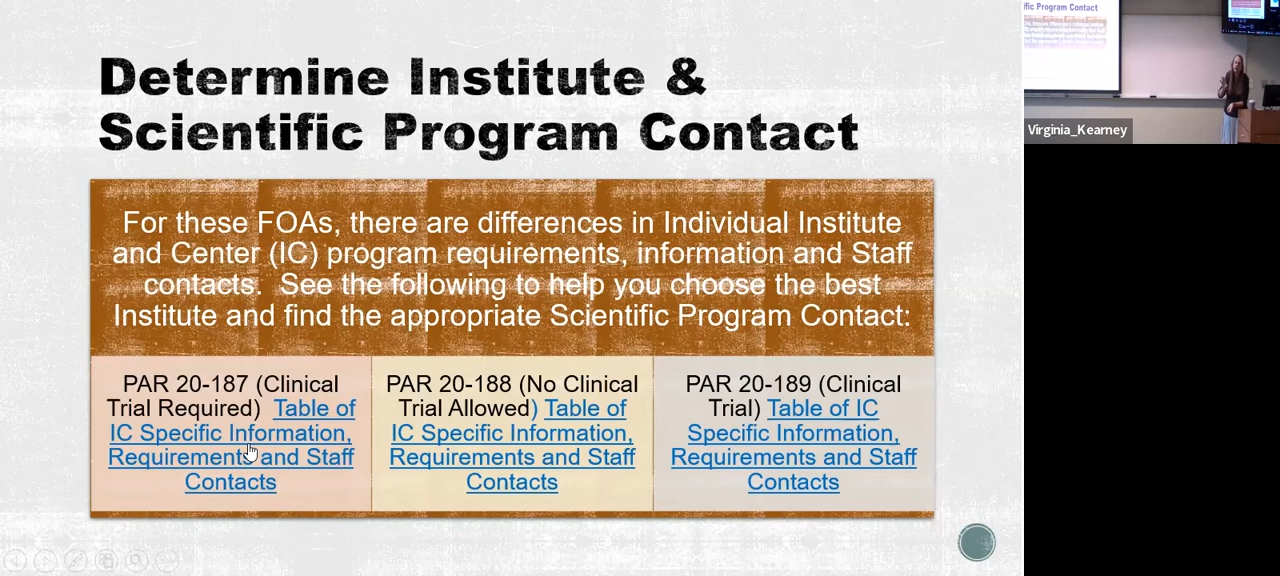 Determine Institute &
Scientific Program Contact
For these FOAs, there are differences in Individual Institute
and Center (IC) program requirements, information and Staff
contacts.  See the following to help you choose the best
Institute and find the appropriate Scientific Program Contact:
PAR 20-187 (Clinical
Trial Required)  Table of
IC Specific Information,
Requirements and Staff
Contacts
PAR 20-188 (No Clinical
Trial Allowed) Table of
IC Specific Information,
Requirements and Staff
Contacts
PAR 20-189 (Clinical
Trial) Table of IC
Specific Information,
Requirements and Staff
Contacts
Program Contact
Virginia_Kearney